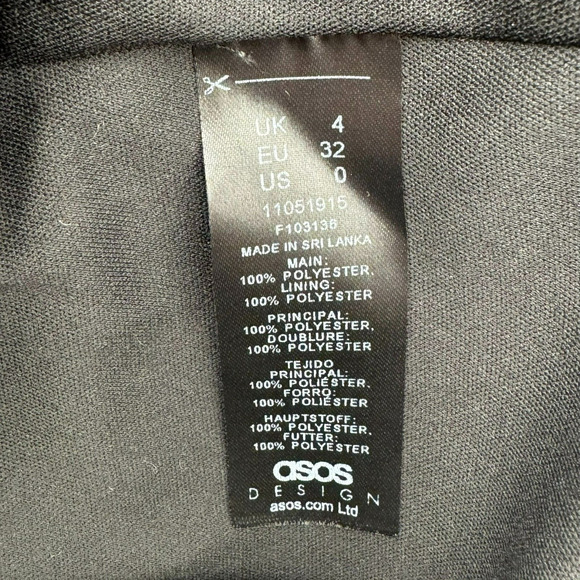 UK 4
EU 32
US 0
11051915
F103136
MADE IN SRI LANKA
MAIN:
100% POLYESTER,
LINING:
100% POLYESTER
PRINCIPAL:
100% POLYESTER,
DOUBLURE:
100% POLYESTER
TEJIDO
PRINCIPAL:
100% POLIÉSTER,
FORRO:
100% POLIÉSTER
HAUPTSTOFF:
100% POLYESTER,
FUTTER:
100% POLYESTER
asos
DESIGN
asos.com Ltd